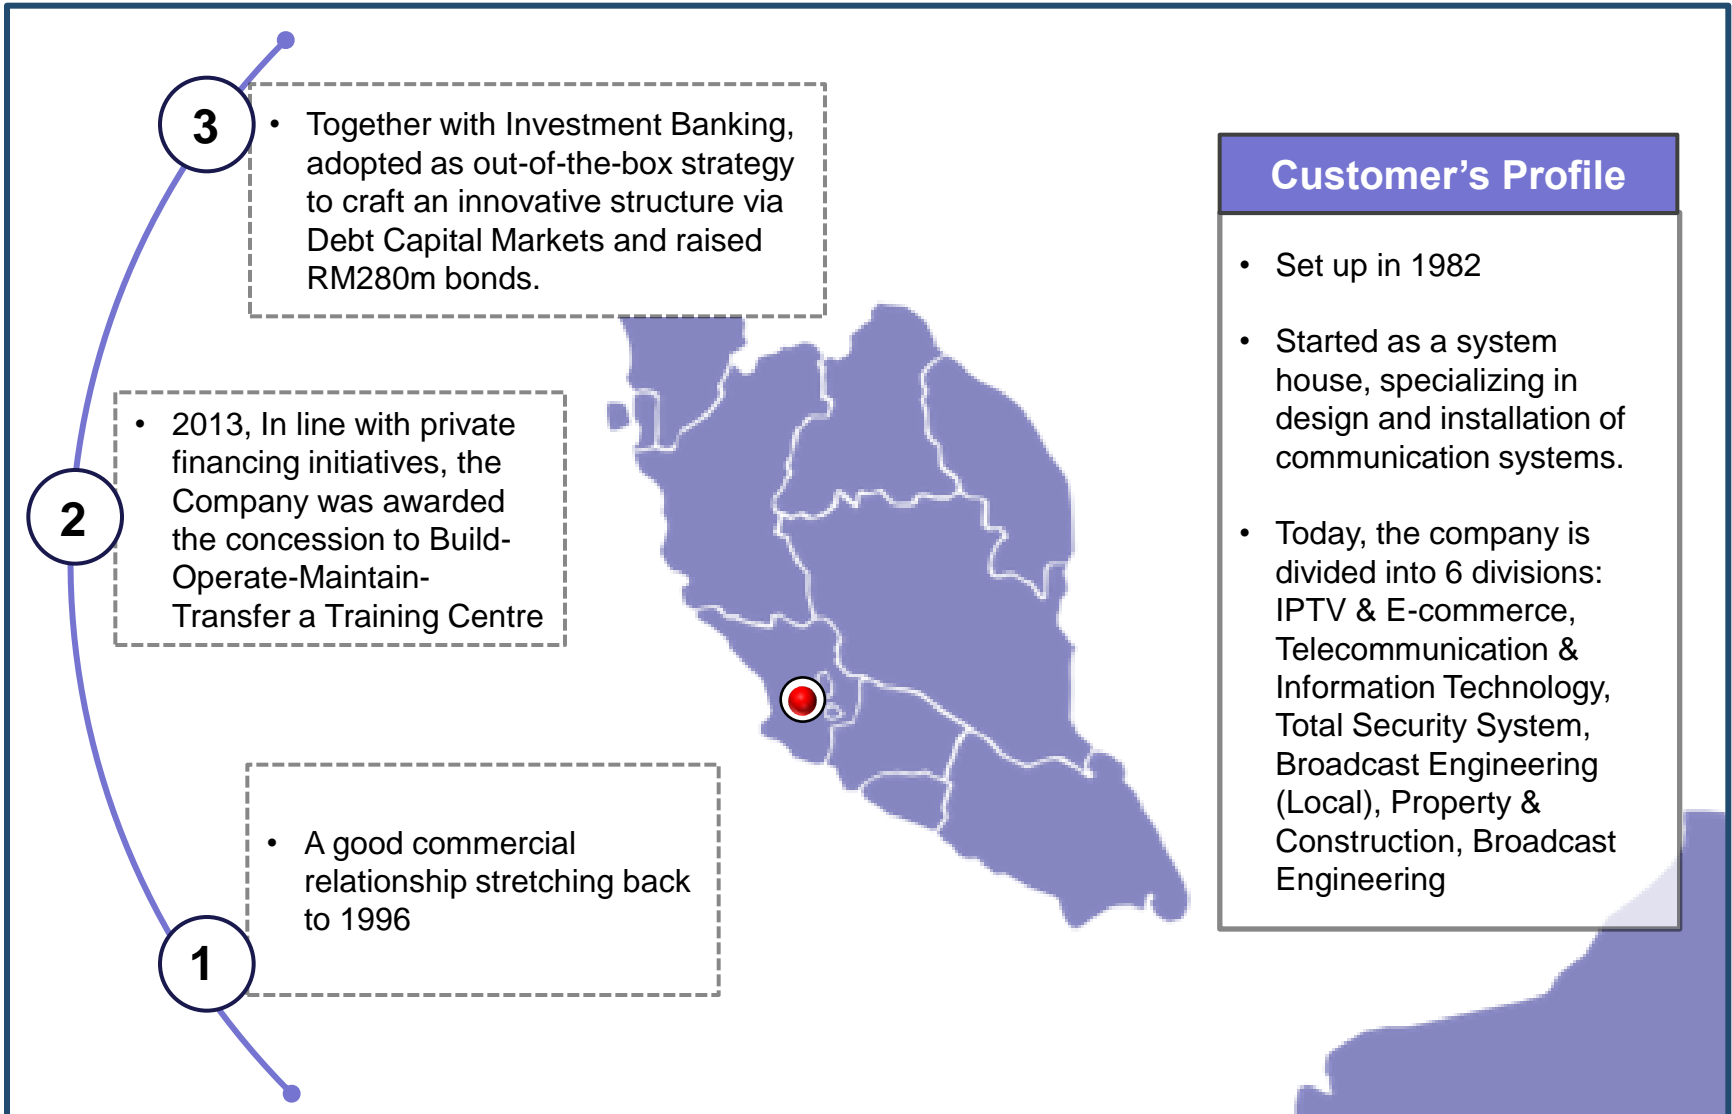 3
• Together with Investment Banking,
adopted as out-of-the-box strategy
to craft an innovative structure via
Debt Capital Markets and raised
RM280m bonds.
2
• 2013, In line with private
financing initiatives, the
Company was awarded
the concession to Build-
Operate-Maintain-
Transfer a Training Centre
1
• A good commercial
relationship stretching back
to 1996
Customer’s Profile
• Set up in 1982
• Started as a system
house, specializing in
design and installation of
communication systems.
• Today, the company is
divided into 6 divisions:
IPTV & E-commerce,
Telecommunication &
Information Technology,
Total Security System,
Broadcast Engineering
(Local), Property &
Construction, Broadcast
Engineering